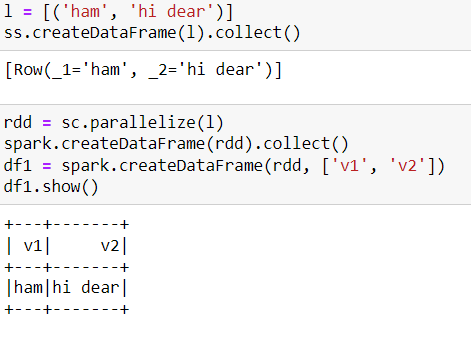 l = [('ham', 'hi dear')]
ss.createDataFrame(l).collect()
[Row(_1='ham', _2='hi dear')]
rdd = sc.parallelize(l)
spark.createDataFrame(rdd).collect()
df1 = spark.createDataFrame(rdd, ['v1', 'v2'])
df1.show()
+---+-------+
| v1|     v2|
+---+-------+
|ham|hi dear|
+---+-------+